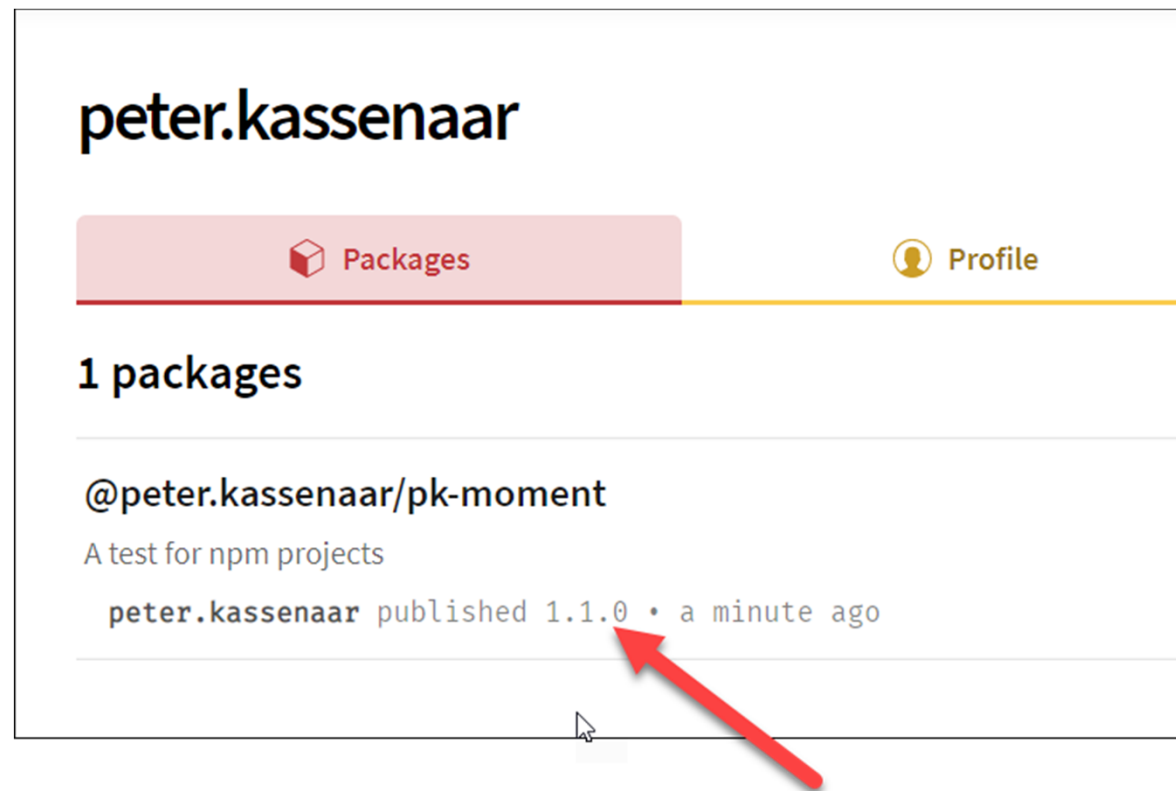 peter.kassenaar
Packages
Profile
1 packages
@peter.kassenaar/pk-moment
A test for npm projects
peter.kassenaar published 1.1.0 • a minute ago